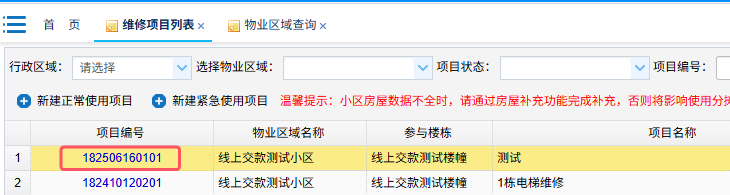 首 页 维修项目列表 × 物业区域查询 ×
行政区域： 请选择 选择物业区域： 项目状态： 项目编号：
新建正常使用项目 新建紧急使用项目 温馨提示：小区房屋数据不全时，请通过房屋补充功能完成补充，否则将影响使用分摊
项目编号 物业区域名称 参与楼栋 项目名称
1 182506160101 线上交款测试小区 线上交款测试楼幢 测试
2 182410120201 线上交款测试小区 线上交款测试楼幢 1栋电梯维修